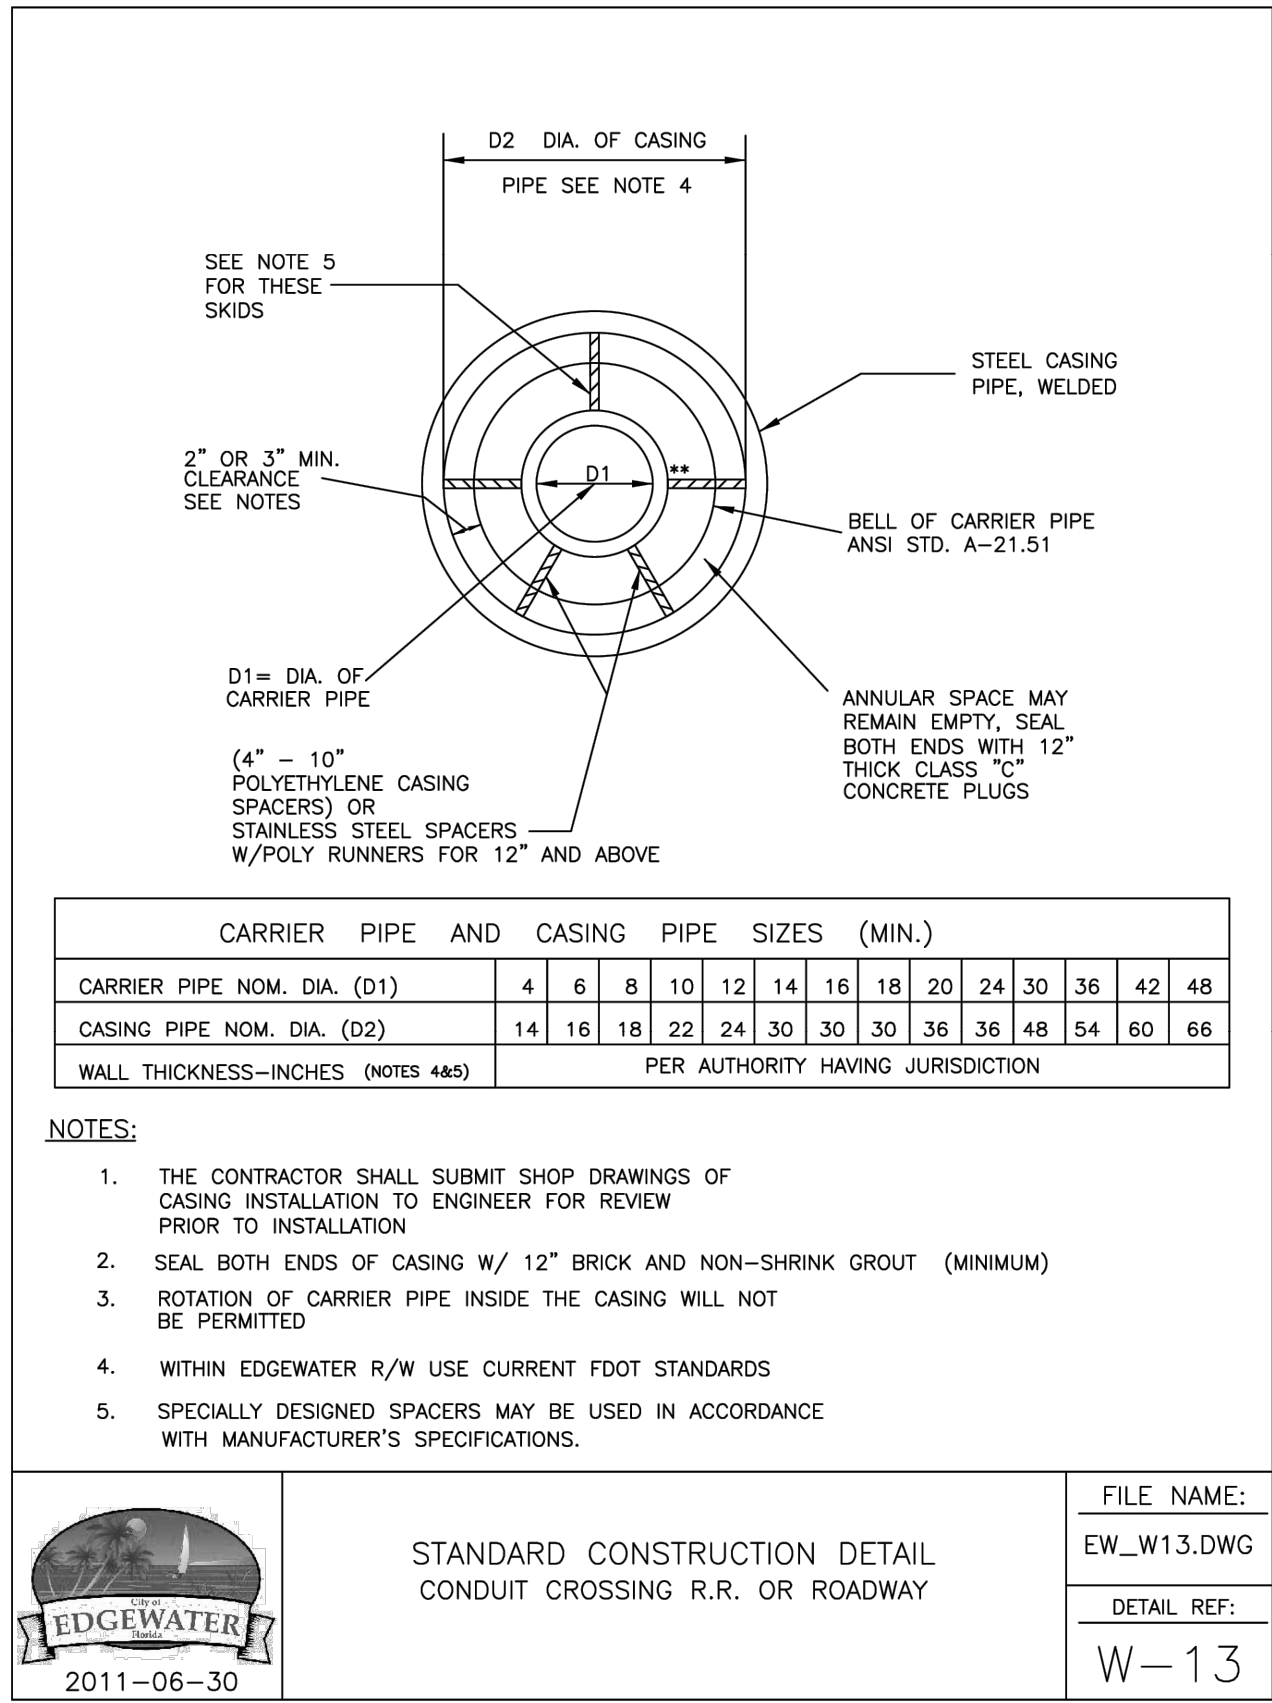 D2 DIA. OF CASING
PIPE SEE NOTE 4
SEE NOTE 5
FOR THESE
SKIDS
STEEL CASING
PIPE, WELDED
2" OR 3" MIN.
CLEARANCE
SEE NOTES
D1
**
BELL OF CARRIER PIPE
ANSI STD. A-21.51
D1= DIA. OF
CARRIER PIPE
ANNULAR SPACE MAY
REMAIN EMPTY, SEAL
BOTH ENDS WITH 12"
THICK CLASS "C"
CONCRETE PLUGS
(4" - 10"
POLYETHYLENE CASING
SPACERS) OR
STAINLESS STEEL SPACERS
W/POLY RUNNERS FOR 12" AND ABOVE
CARRIER PIPE AND CASING PIPE SIZES (MIN.)
CARRIER PIPE NOM. DIA. (D1) 4 6 8 10 12 14 16 18 20 24 30 36 42 48
CASING PIPE NOM. DIA. (D2) 14 16 18 22 24 30 30 30 36 36 48 54 60 66
WALL THICKNESS-INCHES (NOTES 4&5) PER AUTHORITY HAVING JURISDICTION
NOTES:
1. THE CONTRACTOR SHALL SUBMIT SHOP DRAWINGS OF
CASING INSTALLATION TO ENGINEER FOR REVIEW
PRIOR TO INSTALLATION
2. SEAL BOTH ENDS OF CASING W/ 12" BRICK AND NON-SHRINK GROUT (MINIMUM)
3. ROTATION OF CARRIER PIPE INSIDE THE CASING WILL NOT
BE PERMITTED
4. WITHIN EDGEWATER R/W USE CURRENT FDOT STANDARDS
5. SPECIALLY DESIGNED SPACERS MAY BE USED IN ACCORDANCE
WITH MANUFACTURER'S SPECIFICATIONS.
City of
EDGEWATER
Florida
2011-06-30
STANDARD CONSTRUCTION DETAIL
CONDUIT CROSSING R.R. OR ROADWAY
FILE NAME:
EW_W13.DWG
DETAIL REF:
W-13